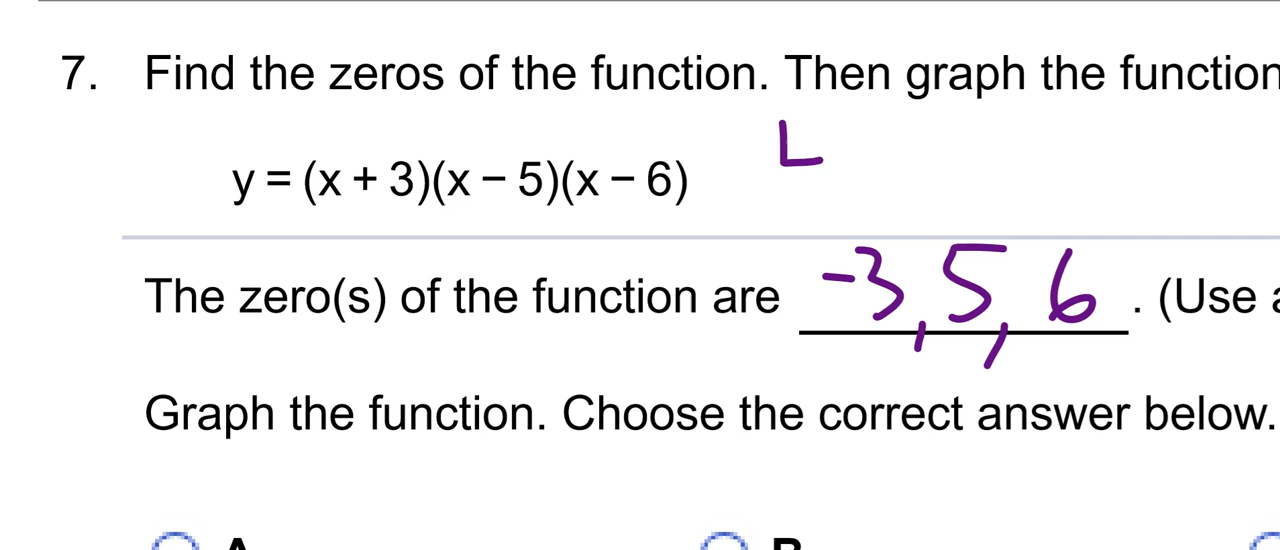 7. Find the zeros of the function. Then graph the function
y = (x + 3)(x − 5)(x − 6) L
The zero(s) of the function are -3, 5, 6 . (Use a
Graph the function. Choose the correct answer below.
A B